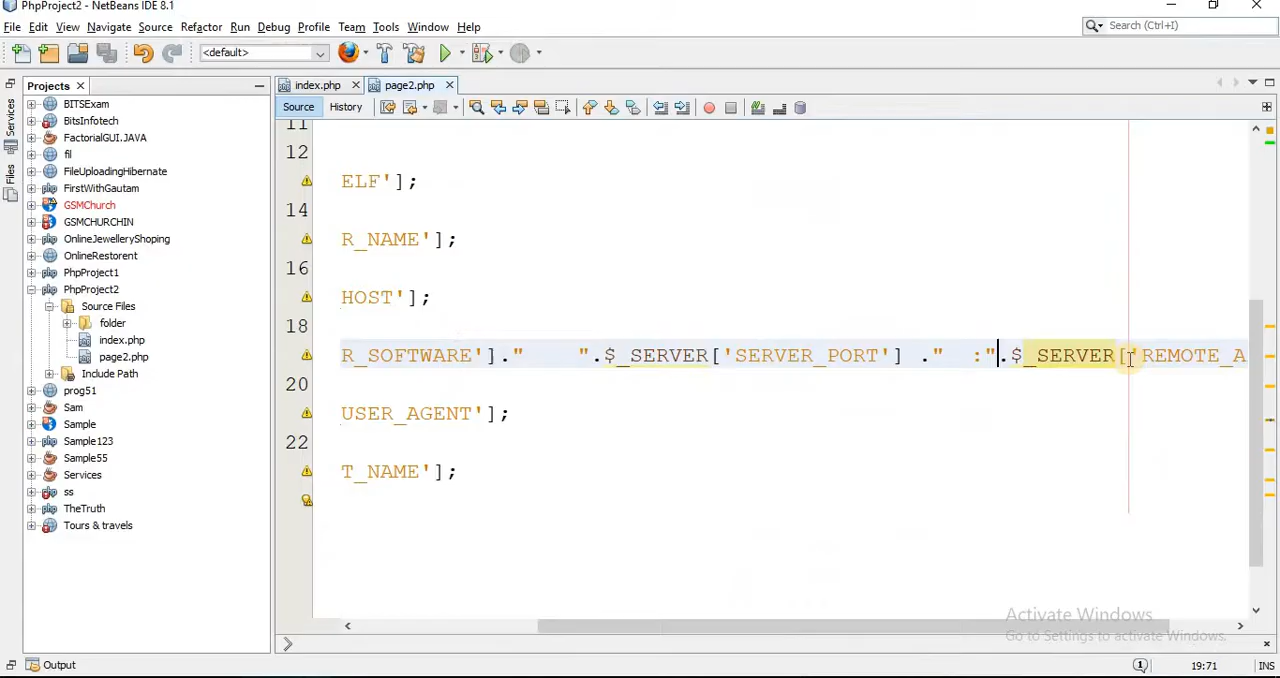 PhpProject2 - NetBeans IDE 8.1
File Edit View Navigate Source Refactor Run Debug Profile Team Tools Window Help
Search (Ctrl+I)
<default>
Projects
index.php
page2.php
Services
Files
Source History
BITSExam
BitsInfotech
FactorialGUI.JAVA
fil
FileUploadingHibernate
FirstWithGautam
GSMChurch
GSMCHURCHIN
OnlineJewelleryShoping
OnlineRestorent
PhpProject1
PhpProject2
Source Files
folder
index.php
page2.php
Include Path
prog51
Sam
Sample
Sample123
Sample55
Services
ss
TheTruth
Tours & travels
11
12
ELF'];
14
R_NAME'];
16
HOST'];
18
R_SOFTWARE']."    ".$_SERVER['SERVER_PORT'] ."  :".$_SERVER['REMOTE_A
20
USER_AGENT'];
22
T_NAME'];
Activate Windows
Go to Settings to activate Windows.
Output
1
19:71
INS